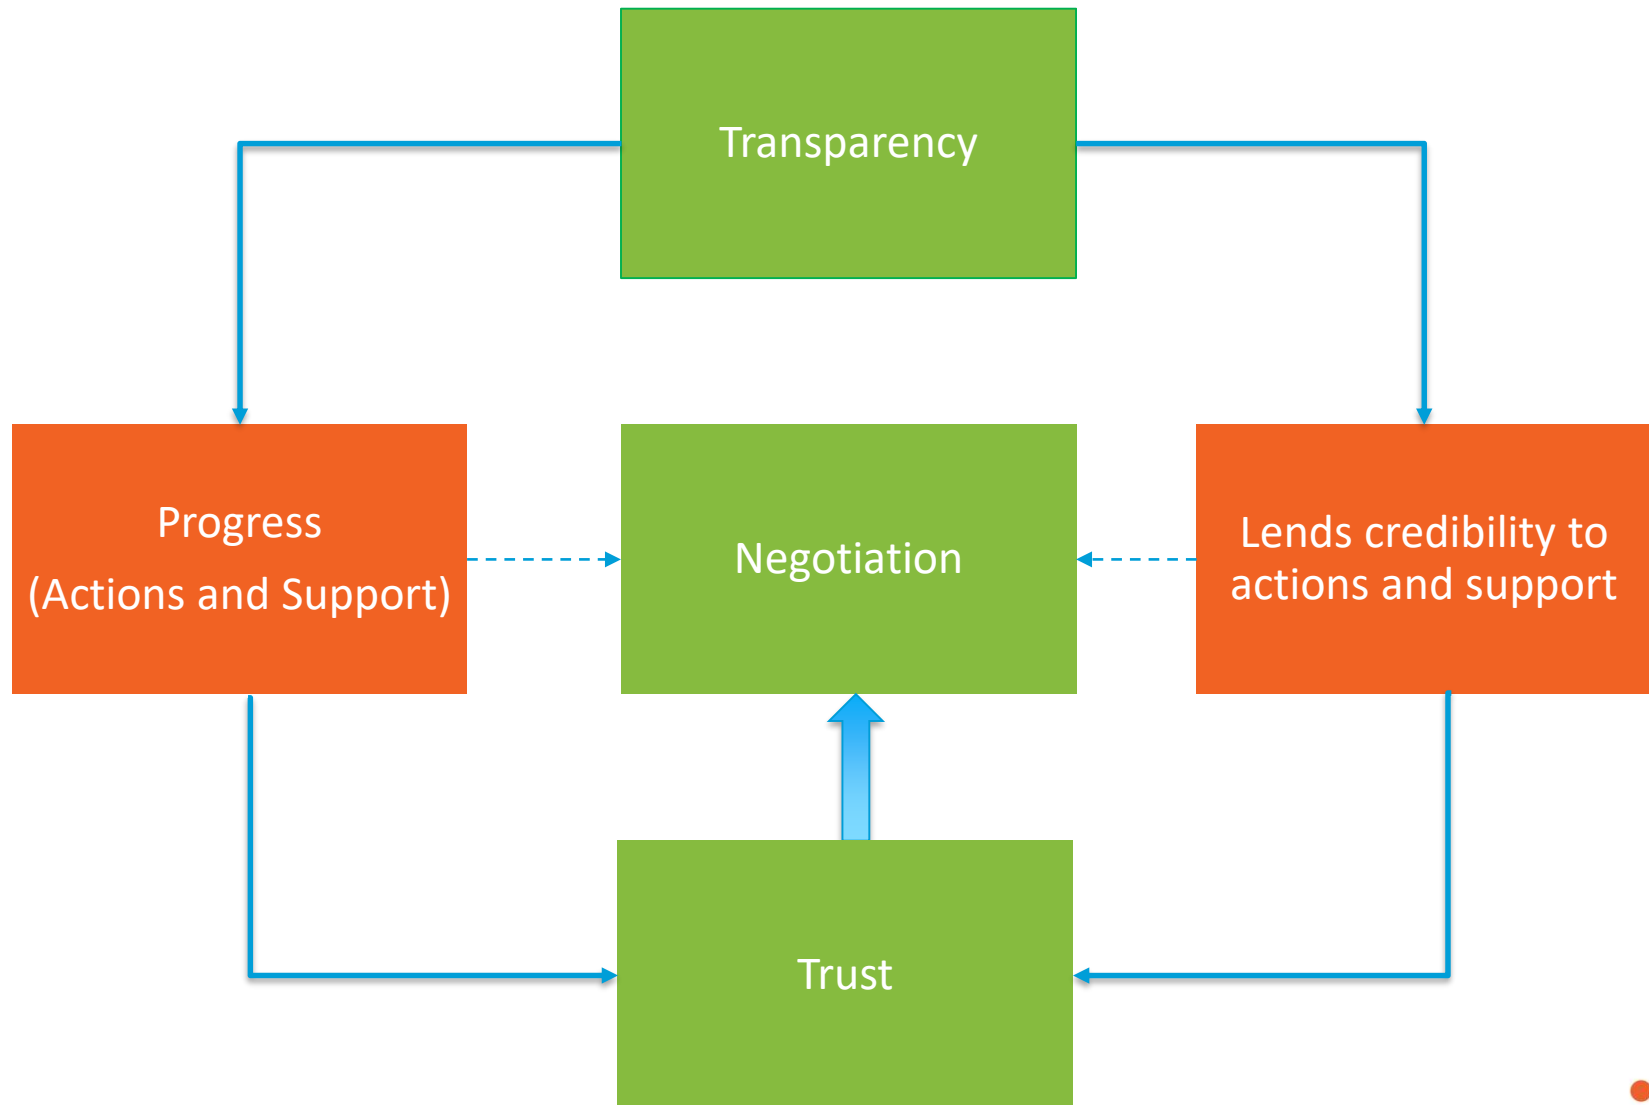 Transparency
Progress
(Actions and Support)
Negotiation
Lends credibility to
actions and support
Trust